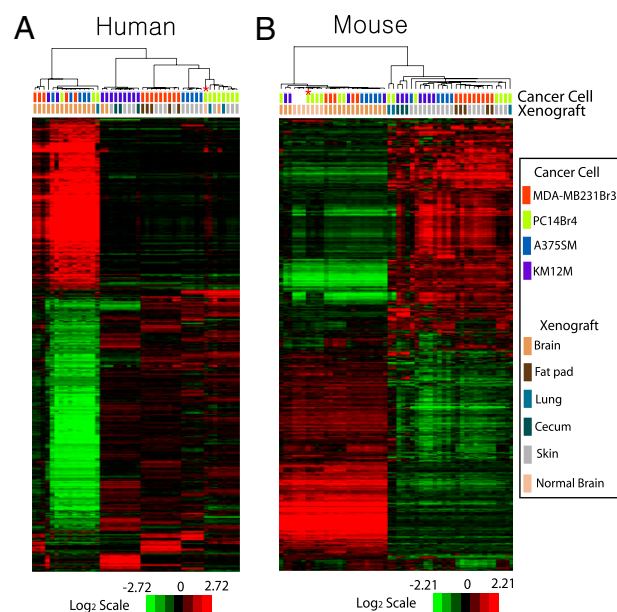 A
Human
B
Mouse
*
*
Cancer Cell
Xenograft
Cancer Cell
MDA-MB231Br3
PC14Br4
A375SM
KM12M
Xenograft
Brain
Fat pad
Lung
Cecum
Skin
Normal Brain
-2.72 0 2.72
Log2 Scale
-2.21 0 2.21
Log2 Scale